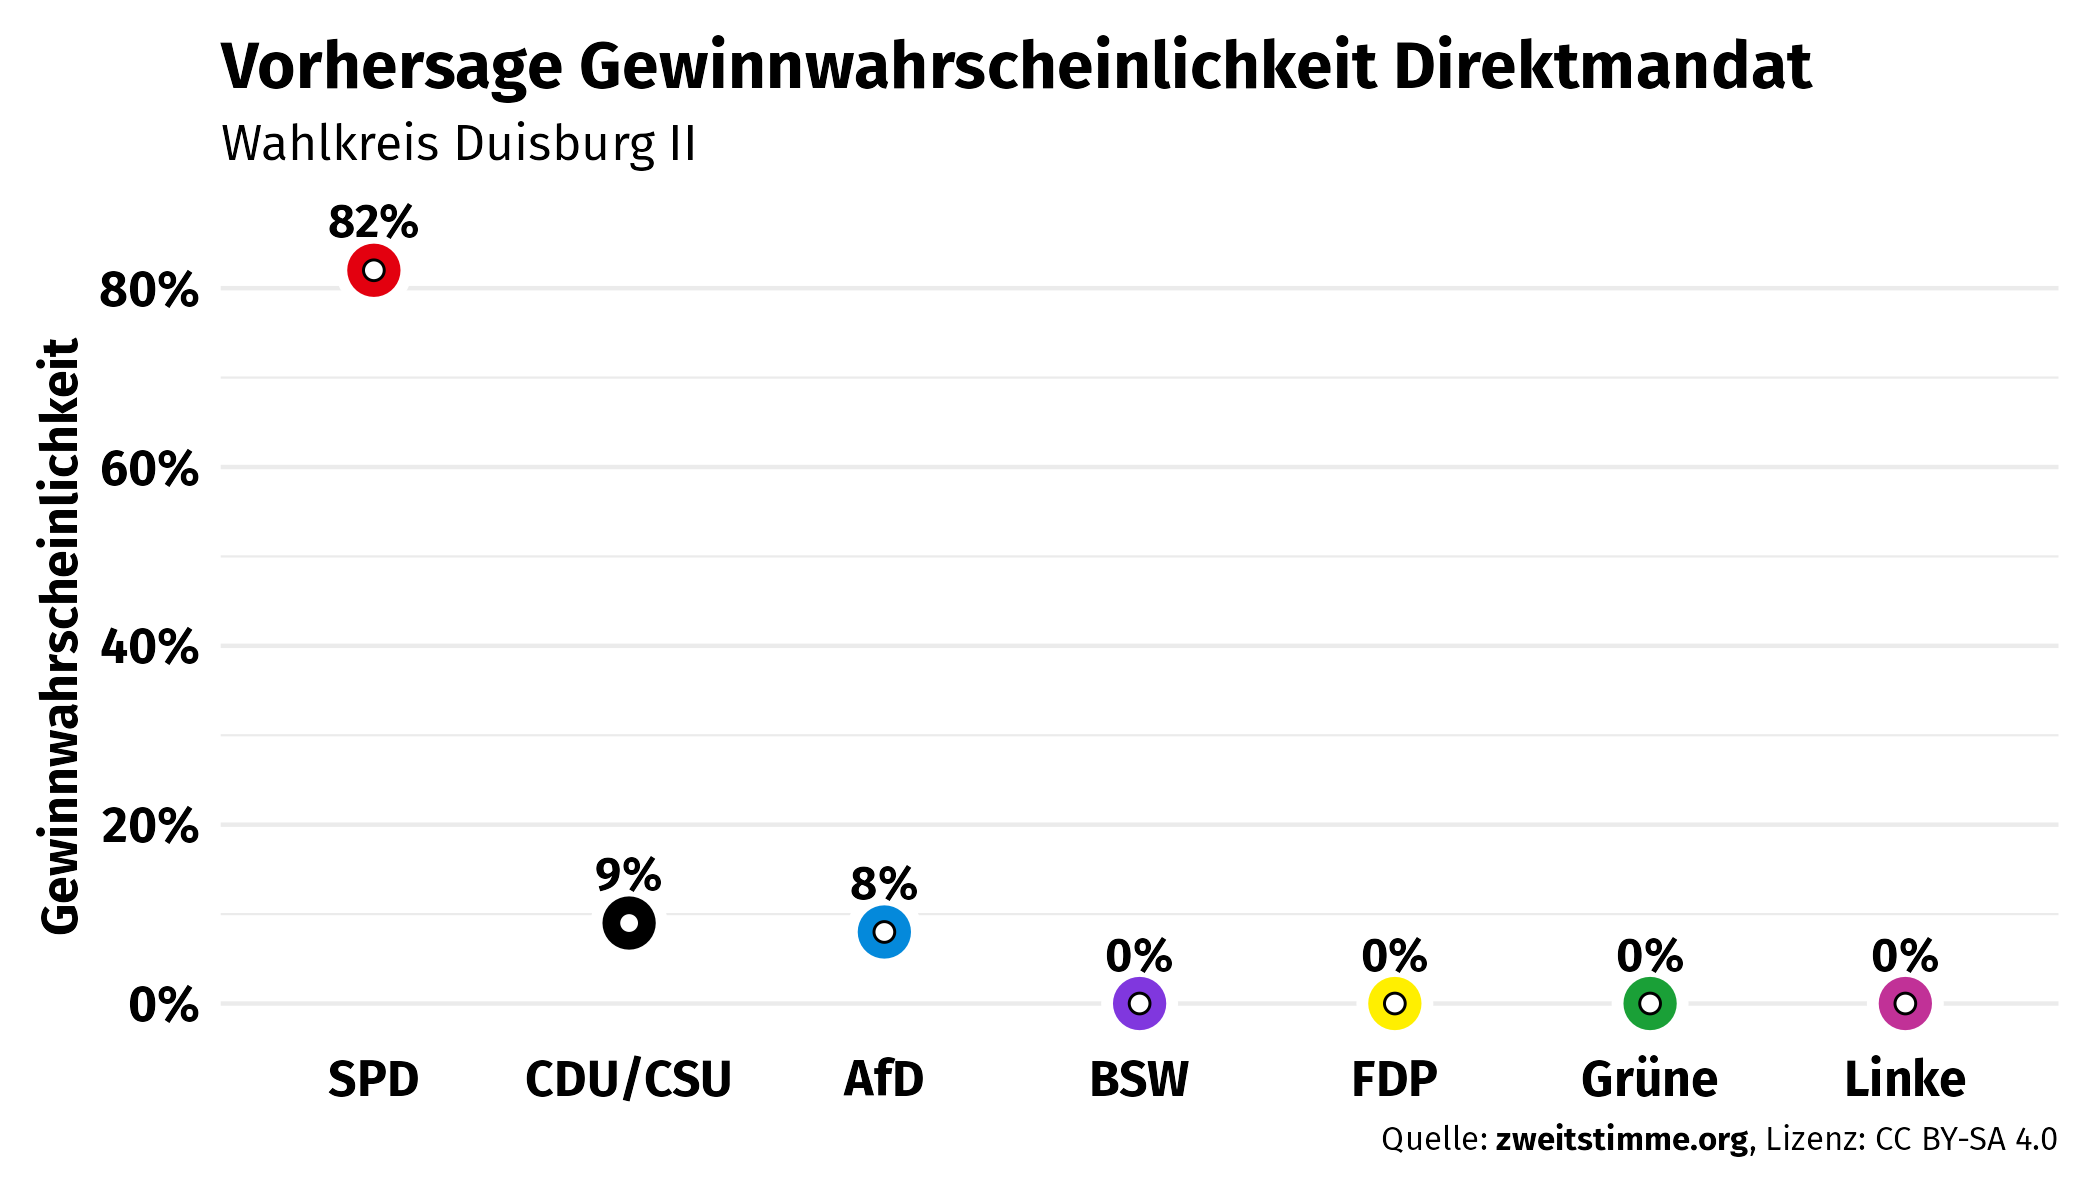 Vorhersage Gewinnwahrscheinlichkeit Direktmandat
Wahlkreis Duisburg II
Gewinnwahrscheinlichkeit
80%
60%
40%
20%
0%
82%
9%
8%
0%
0%
0%
0%
SPD
CDU/CSU
AfD
BSW
FDP
Grüne
Linke
Quelle: zweitstimme.org, Lizenz: CC BY-SA 4.0